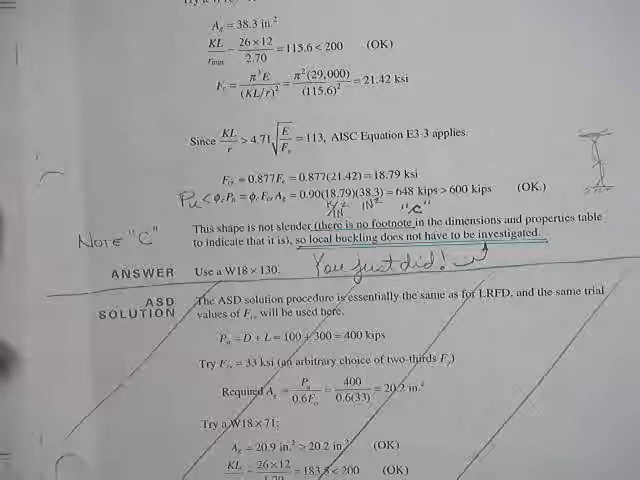 A_g = 38.3 in.²
KL/r_min = 26 × 12/2.70 = 115.6 < 200 (OK)
F_e = π²E/(KL/r)² = π²(29,000)/(115.6)² = 21.42 ksi
Since KL/r > 4.71√(E/F_y) = 113, AISC Equation E3-3 applies.
F_cr = 0.877F_e = 0.877(21.42) = 18.79 ksi
Pu < φ_cP_n = φ_cF_crA_g = 0.90(18.79)(38.3) = 648 kips > 600 kips (OK.)
K/IN² IN² "C"
NOTE "C"
This shape is not slender (there is no footnote in the dimensions and properties table
to indicate that it is), so local buckling does not have to be investigated.
ANSWER Use a W18 × 130. You just did!
ASD The ASD solution procedure is essentially the same as for LRFD, and the same trial
SOLUTION values of F_cr will be used here.
P_a = D + L = 100 + 300 = 400 kips
Try F_cr = 33 ksi (an arbitrary choice of two-thirds F_y)
Required A_g = P_a/0.6F_cr = 400/0.6(33) = 20.2 in.²
Try a W18 × 71:
A_g = 20.9 in.² > 20.2 in.² (OK)
KL = 26 × 12 = 183.5 < 200 (OK)
1.70